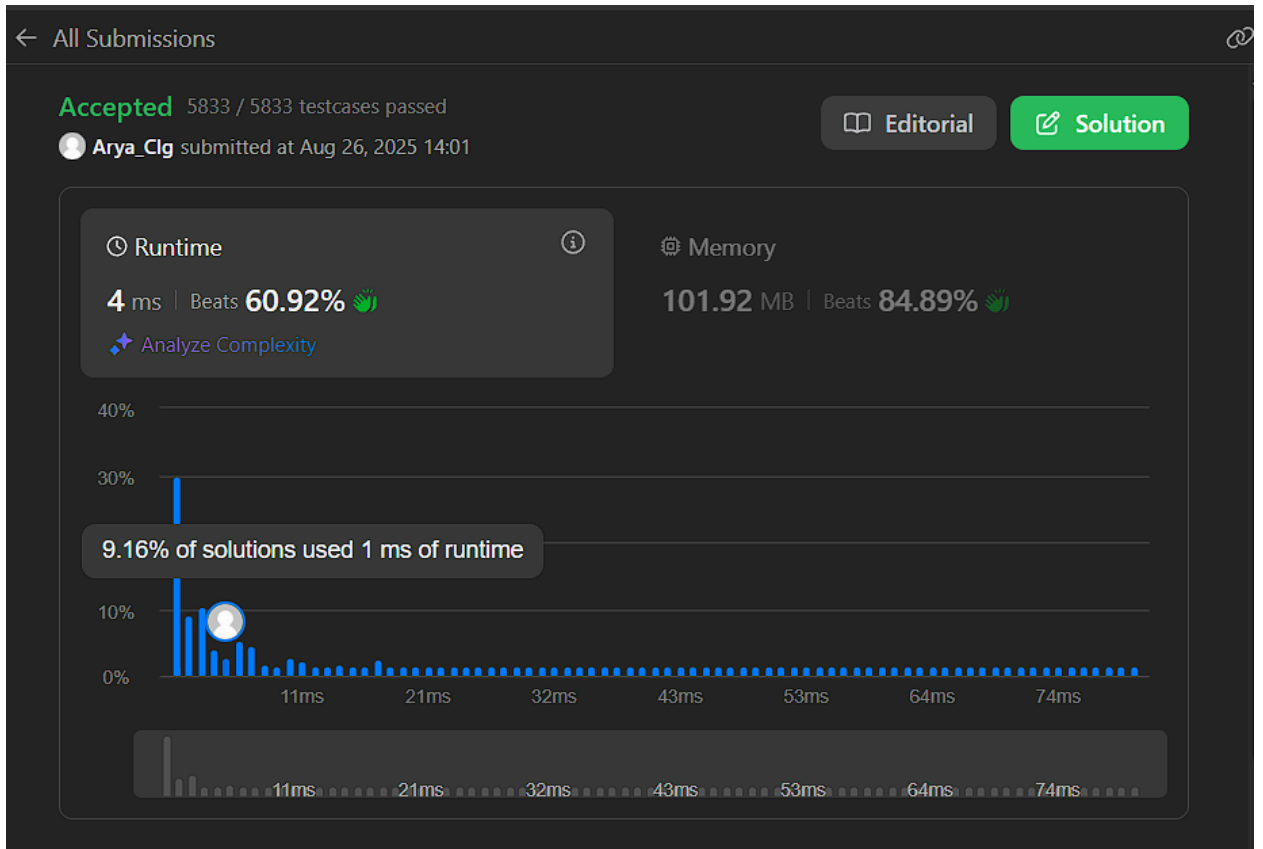 All Submissions
Accepted 5833 / 5833 testcases passed
Editorial
Solution
Arya_Clg submitted at Aug 26, 2025 14:01
Runtime
4 ms | Beats 60.92%
Analyze Complexity
Memory
101.92 MB | Beats 84.89%
40%
30%
9.16% of solutions used 1 ms of runtime
10%
0%
11ms 21ms 32ms 43ms 53ms 64ms 74ms
11ms 21ms 32ms 43ms 53ms 64ms 74ms